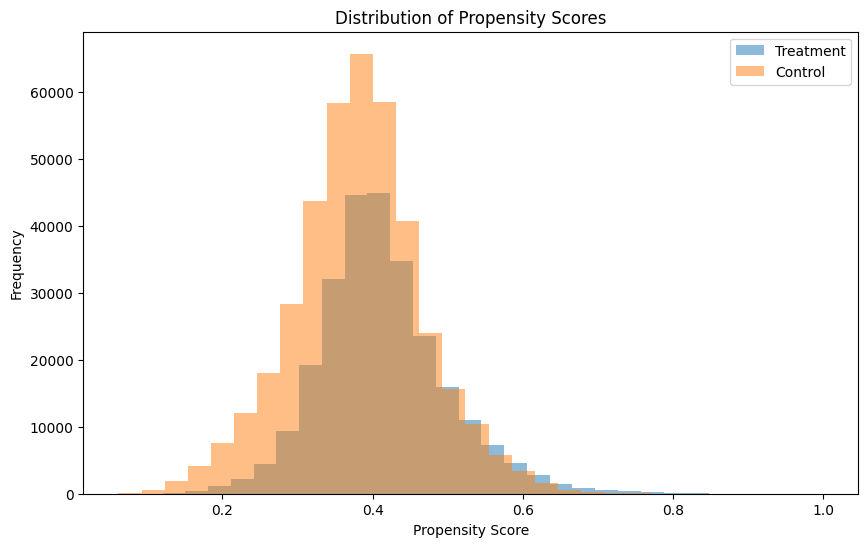 Distribution of Propensity Scores
Treatment
Control
Frequency
60000
50000
40000
30000
20000
10000
0
0.2 0.4 0.6 0.8 1.0
Propensity Score